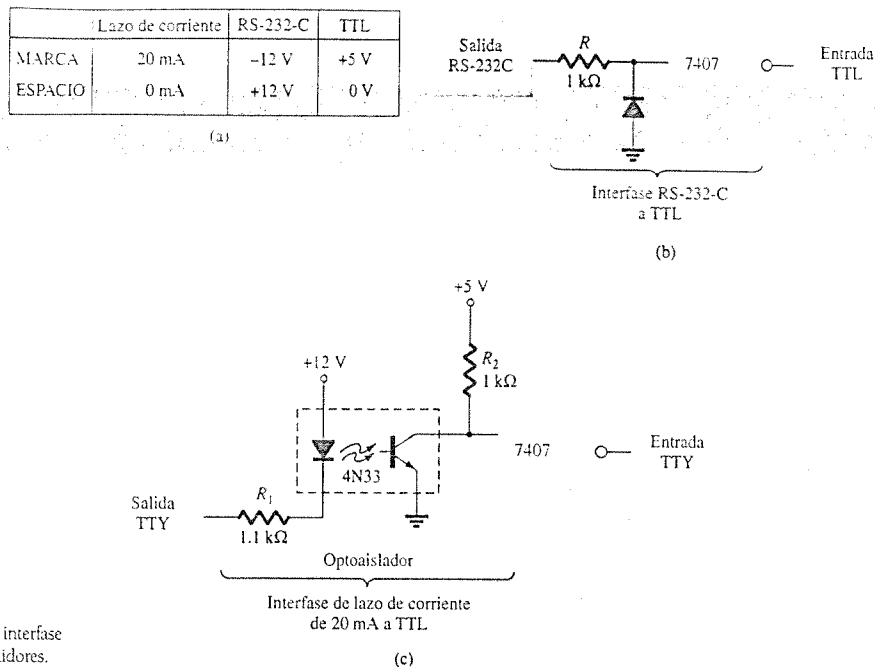 Lazo de corriente RS-232-C TTL
MARCA 20 mA –12 V +5 V
ESPACIO 0 mA +12 V 0 V
(a)
Salida
RS-232C
R
1 kΩ
7407
Entrada
TTL
Interfase RS-232-C
a TTL
(b)
+5 V
R2
1 kΩ
+12 V
4N33
7407
Entrada
TTY
Salida
TTY
R1
1.1 kΩ
Optoaislador
Interfase de lazo de corriente
de 20 mA a TTL
(c)
interfase
idores.